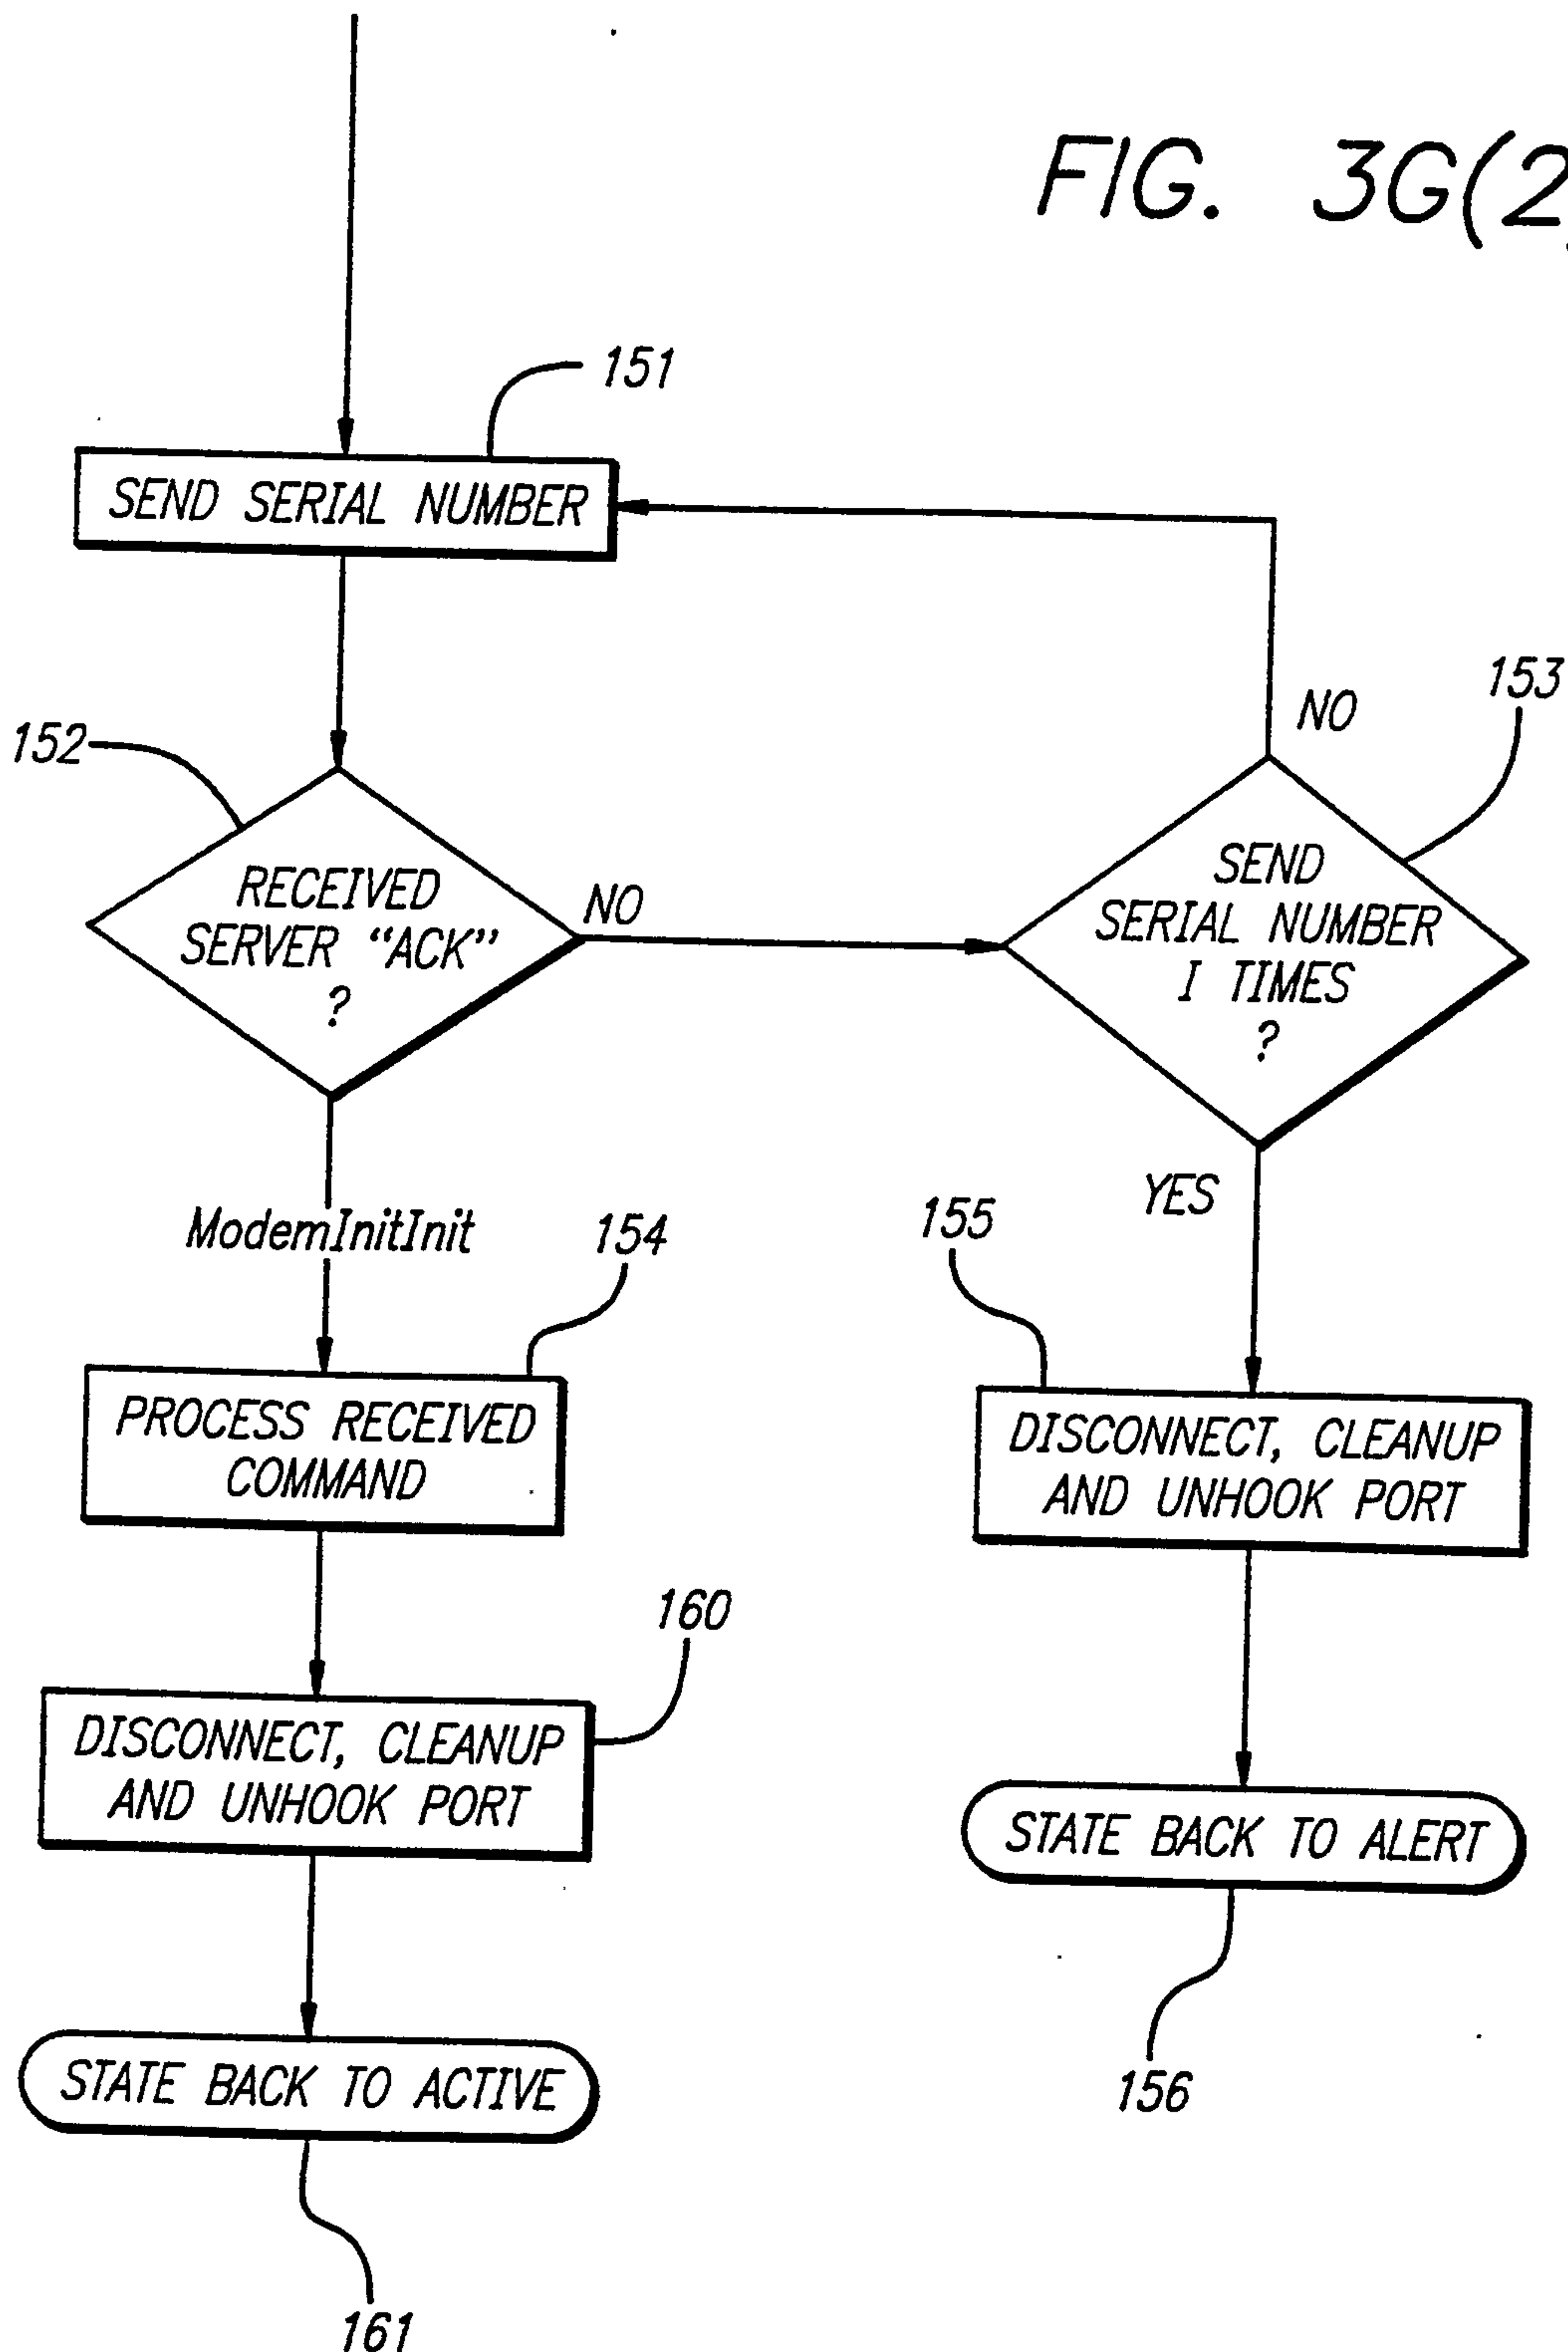 FIG. 3G(2)
151
SEND SERIAL NUMBER
153
NO
152
RECEIVED
SERVER “ACK”
?
NO
SEND
SERIAL NUMBER
I TIMES
?
YES
ModemInitInit
154
155
PROCESS RECEIVED
COMMAND
DISCONNECT, CLEANUP
AND UNHOOK PORT
160
DISCONNECT, CLEANUP
AND UNHOOK PORT
STATE BACK TO ALERT
STATE BACK TO ACTIVE
156
161